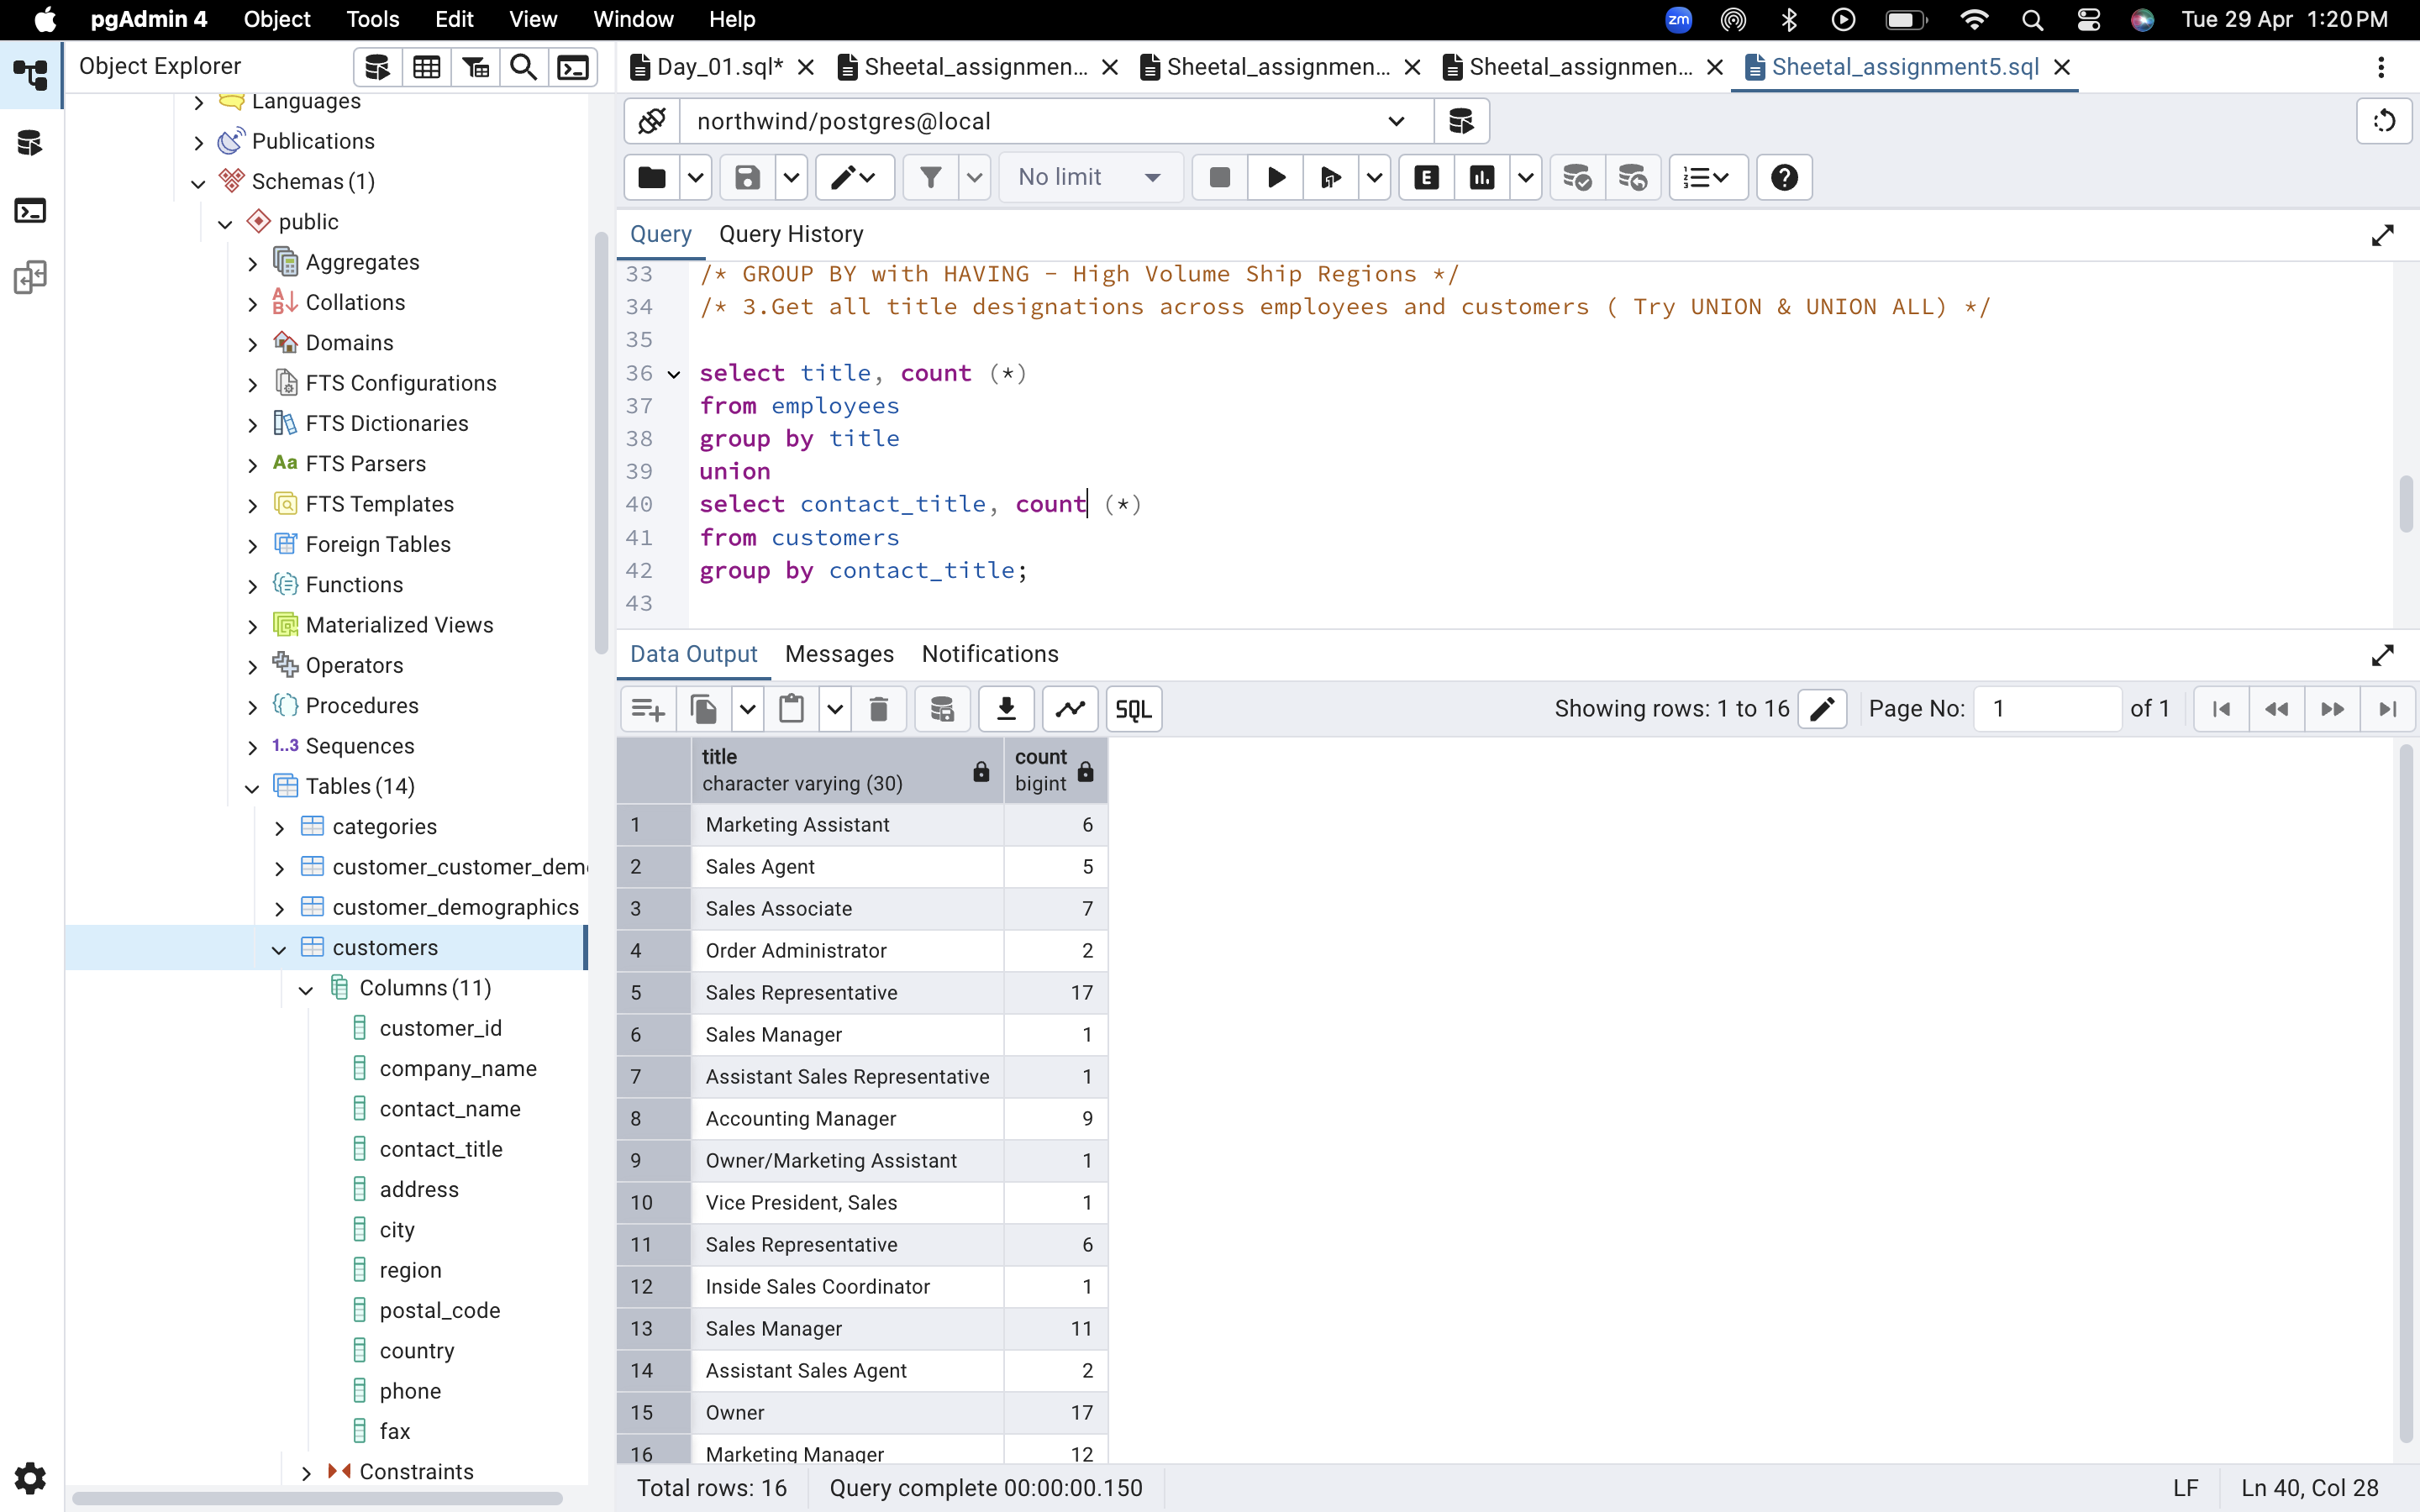 pgAdmin 4 Object Tools Edit View Window Help zm Tue 29 Apr 1:20 PM
Object Explorer
Day_01.sql* Sheetal_assignmen... Sheetal_assignmen... Sheetal_assignmen... Sheetal_assignment5.sql
Languages
Publications
Schemas (1)
public
Aggregates
Collations
Domains
FTS Configurations
FTS Dictionaries
Aa FTS Parsers
FTS Templates
Foreign Tables
Functions
Materialized Views
Operators
Procedures
1..3 Sequences
Tables (14)
categories
customer_customer_dem
customer_demographics
customers
Columns (11)
customer_id
company_name
contact_name
contact_title
address
city
region
postal_code
country
phone
fax
Constraints
northwind/postgres@local
No limit
E
Query Query History
33 /* GROUP BY with HAVING - High Volume Ship Regions */
34 /* 3.Get all title designations across employees and customers ( Try UNION & UNION ALL) */
35
36 select title, count (*)
37 from employees
38 group by title
39 union
40 select contact_title, count (*)
41 from customers
42 group by contact_title;
43
Data Output Messages Notifications
SQL Showing rows: 1 to 16 Page No: 1 of 1
title count
character varying (30) bigint
1 Marketing Assistant 6
2 Sales Agent 5
3 Sales Associate 7
4 Order Administrator 2
5 Sales Representative 17
6 Sales Manager 1
7 Assistant Sales Representative 1
8 Accounting Manager 9
9 Owner/Marketing Assistant 1
10 Vice President, Sales 1
11 Sales Representative 6
12 Inside Sales Coordinator 1
13 Sales Manager 11
14 Assistant Sales Agent 2
15 Owner 17
16 Marketing Manager 12
Total rows: 16 Query complete 00:00:00.150 LF Ln 40, Col 28